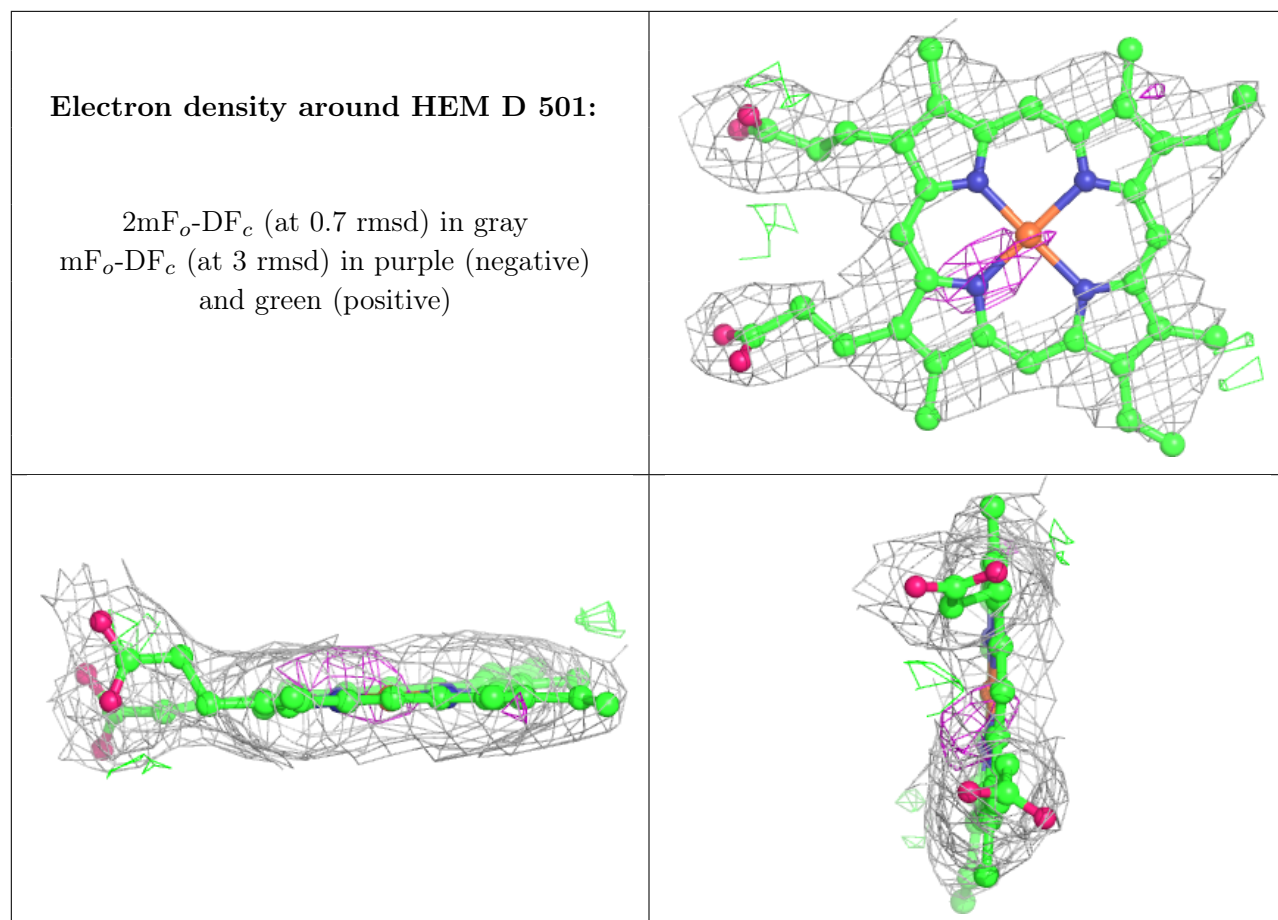 Electron density around HEM D 501:
2mFₒ-DF𝒸 (at 0.7 rmsd) in gray
mFₒ-DF𝒸 (at 3 rmsd) in purple (negative)
and green (positive)